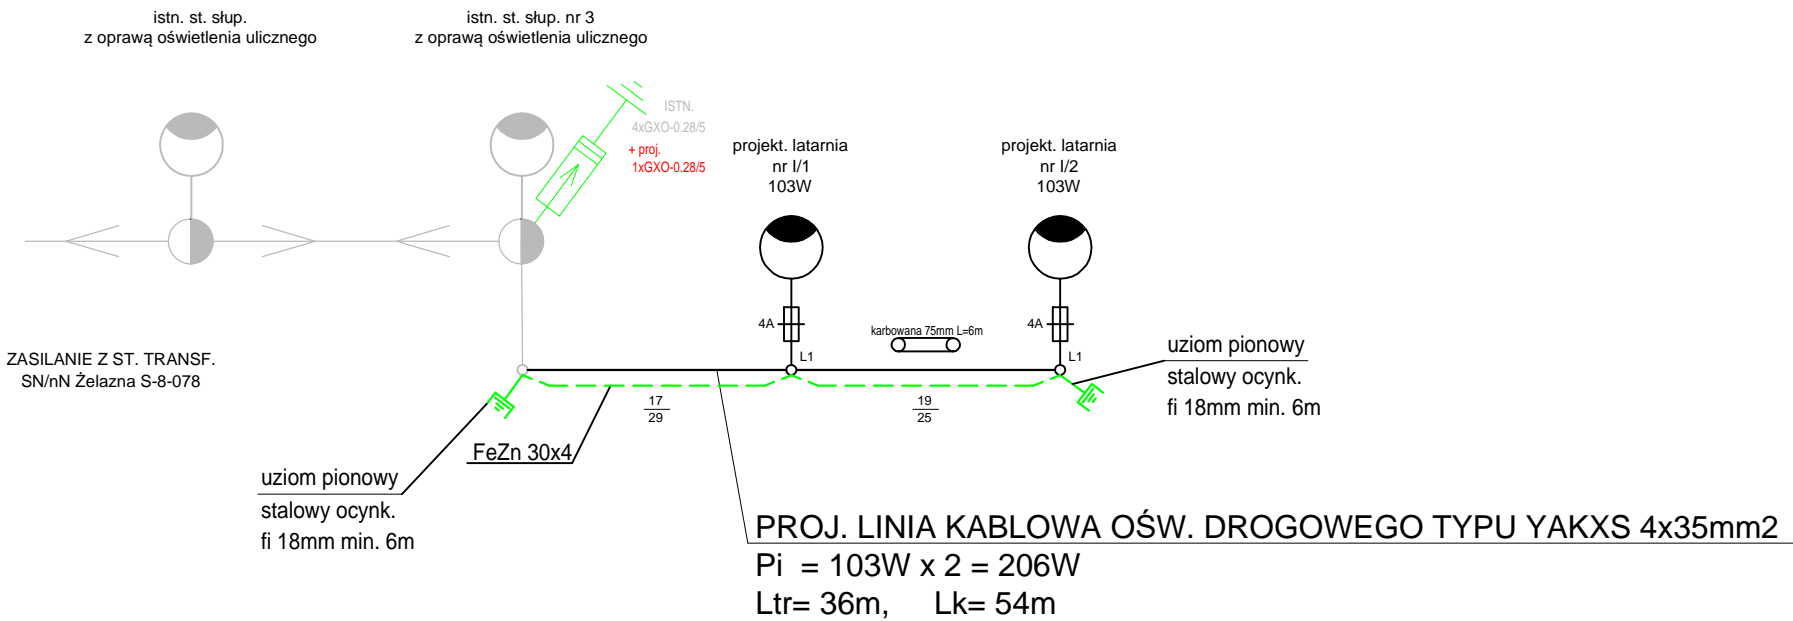 istn. st. słup.
z oprawą oświetlenia ulicznego
istn. st. słup. nr 3
z oprawą oświetlenia ulicznego
ISTN.
4xGXO-0.28/5
+ proj.
1xGXO-0.28/5
projekt. latarnia
nr I/1
103W
projekt. latarnia
nr I/2
103W
4A
L1
karbowana 75mm L=6m
4A
L1
ZASILANIE Z ST. TRANSF.
SN/nN Żelazna S-8-078
uziom pionowy
stalowy ocynk.
fi 18mm min. 6m
17
29
19
25
FeZn 30x4
uziom pionowy
stalowy ocynk.
fi 18mm min. 6m
PROJ. LINIA KABLOWA OŚW. DROGOWEGO TYPU YAKXS 4x35mm2
Pi = 103W x 2 = 206W
Ltr= 36m, Lk= 54m